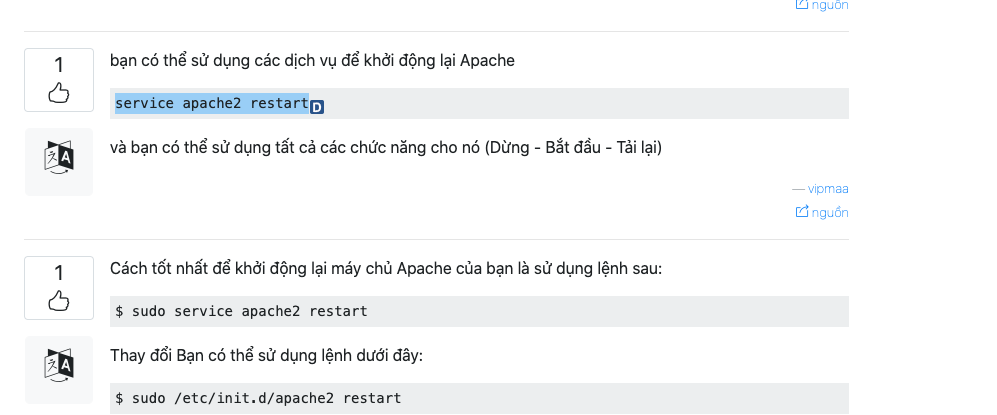 nguồn
1
bạn có thể sử dụng các dịch vụ để khởi động lại Apache
service apache2 restart
D
và bạn có thể sử dụng tất cả các chức năng cho nó (Dừng - Bắt đầu - Tải lại)
— vipmaa
nguồn
1
Cách tốt nhất để khởi động lại máy chủ Apache của bạn là sử dụng lệnh sau:
$ sudo service apache2 restart
Thay đổi Bạn có thể sử dụng lệnh dưới đây:
$ sudo /etc/init.d/apache2 restart